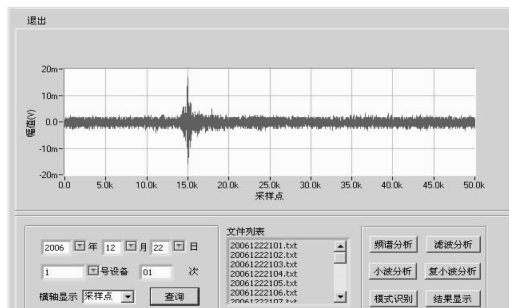 退出
20m
10m
0.0
-10m
-20m
幅值(V)
0.0 5.0k 10.0k 15.0k 20.0k 25.0k 30.0k 35.0k 40.0k 45.0k 50.0k
采样点
2006 年 12 月 22 日
1 号设备 01 次
横轴显示 采样点 查询
文件列表
20061222101.txt
20061222102.txt
20061222103.txt
20061222104.txt
20061222105.txt
20061222106.txt
20061222107.txt
频谱分析 滤波分析
小波分析 复小波分析
模式识别 结果显示